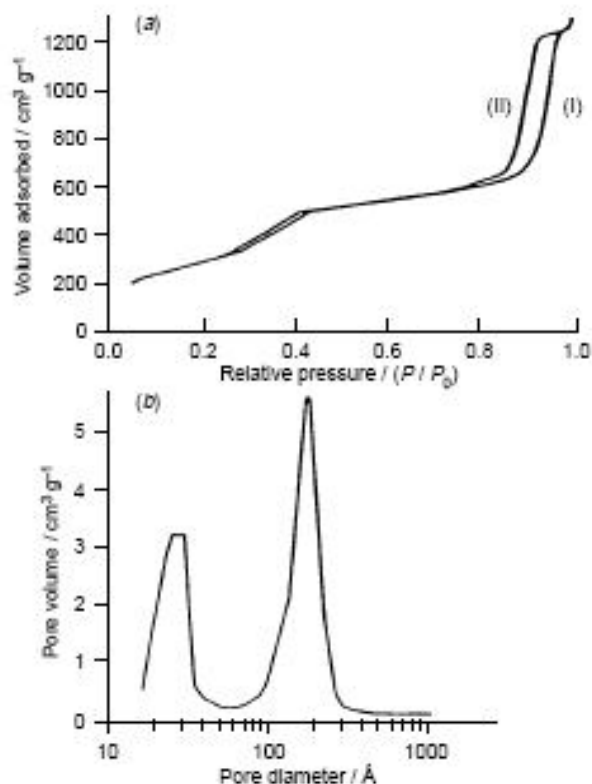 (a)
1200
1000
800
600
400
200
0
Volume adsorbed / cm³ g⁻¹
(II)
(I)
0.0 0.2 0.4 0.6 0.8 1.0
Relative pressure / (P / P₀)
(b)
5
4
3
2
1
0
Pore volume / cm³ g⁻¹
10 100 1000
Pore diameter / Å